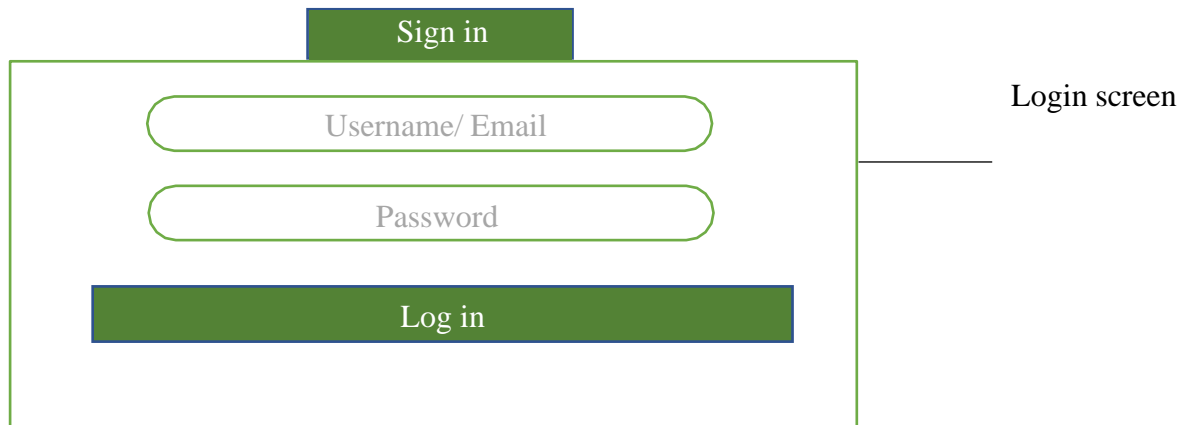 Sign in
Login screen
Username/ Email
Password
Log in